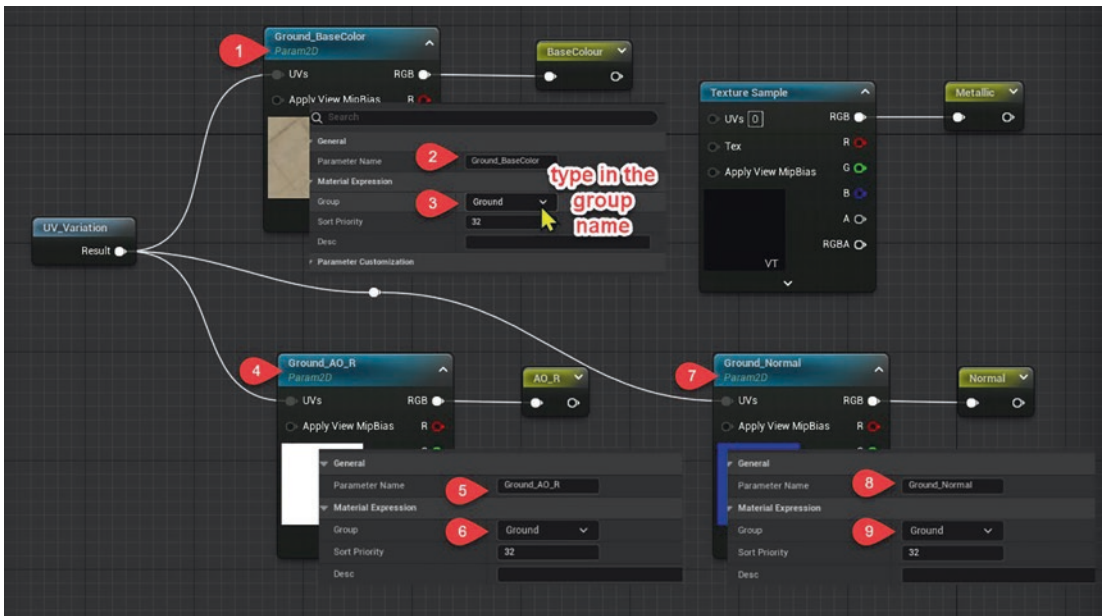 1
Ground_BaseColor
Param2D
UVs RGB
Apply View MipBias R
BaseColour
Search
General
Parameter Name 2 Ground_BaseColor
Material Expression
Group 3 Ground
Sort Priority 32
Desc
Parameter Customization
type in the
group
name
Texture Sample
UVs 0 RGB
Tex R
Apply View MipBias G
B
A
RGBA
VT
Metallic
UV_Variation
Result
4
Ground_AO_R
Param2D
UVs RGB
Apply View MipBias R
AO_R
General
Parameter Name 5 Ground_AO_R
Material Expression
Group 6 Ground
Sort Priority 32
Desc
7
Ground_Normal
Param2D
UVs RGB
Apply View MipBias R
Normal
General
Parameter Name 8 Ground_Normal
Material Expression
Group 9 Ground
Sort Priority 32
Desc